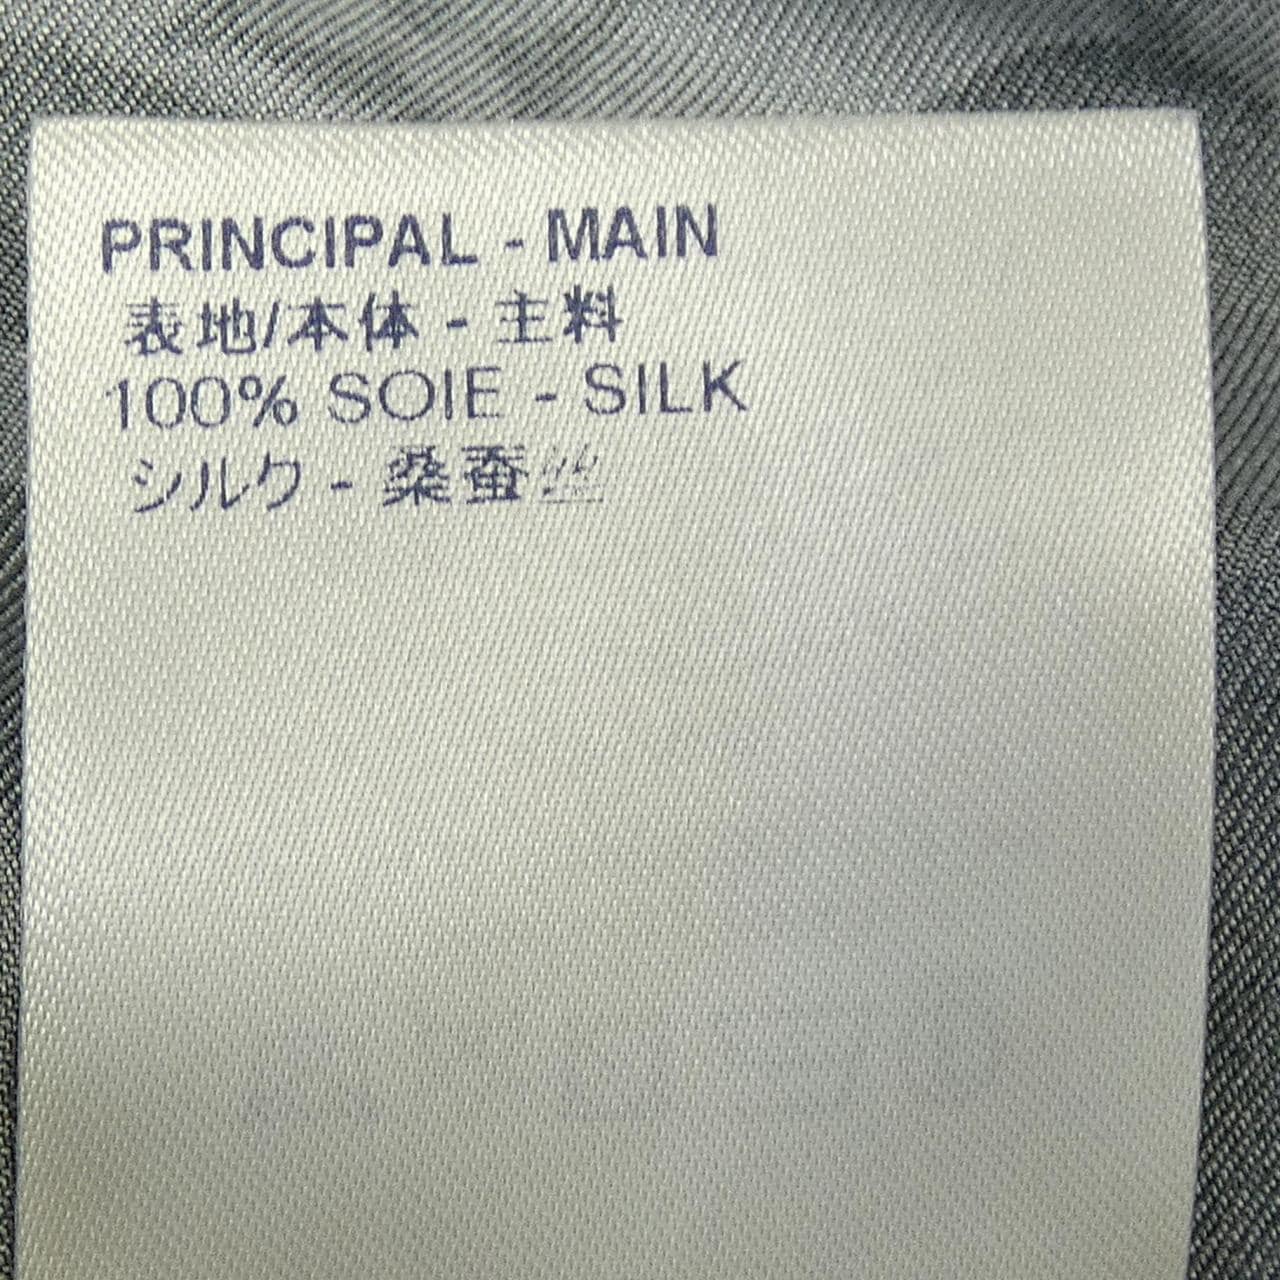 PRINCIPAL - MAIN
表地/本体 - 主料
100% SOIE - SILK
シルク - 桑蚕丝